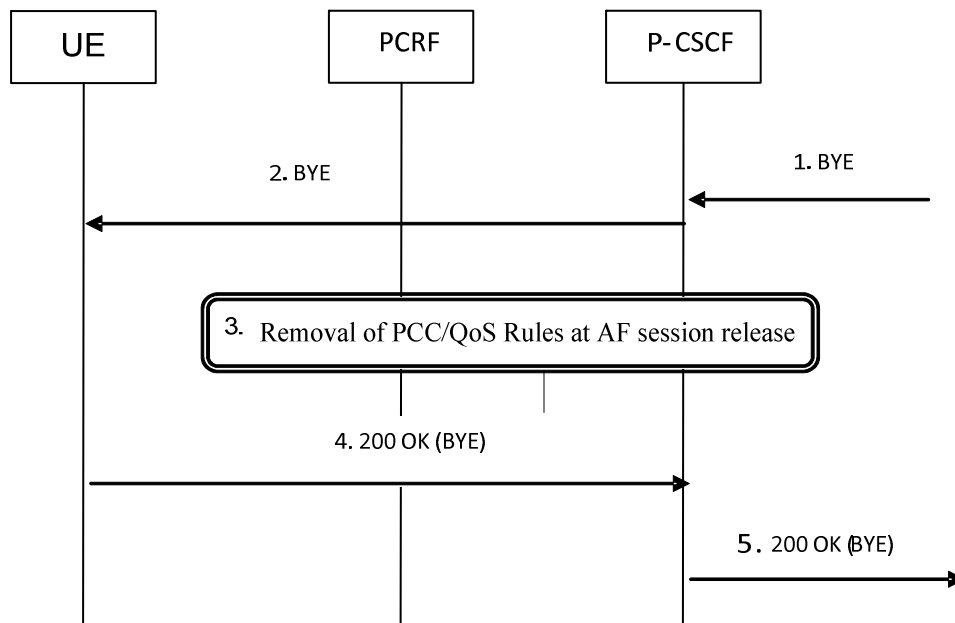 UE
PCRF
P-CSCF
1. BYE
2. BYE
3. Removal of PCC/QoS Rules at AF session release
4. 200 OK (BYE)
5. 200 OK (BYE)